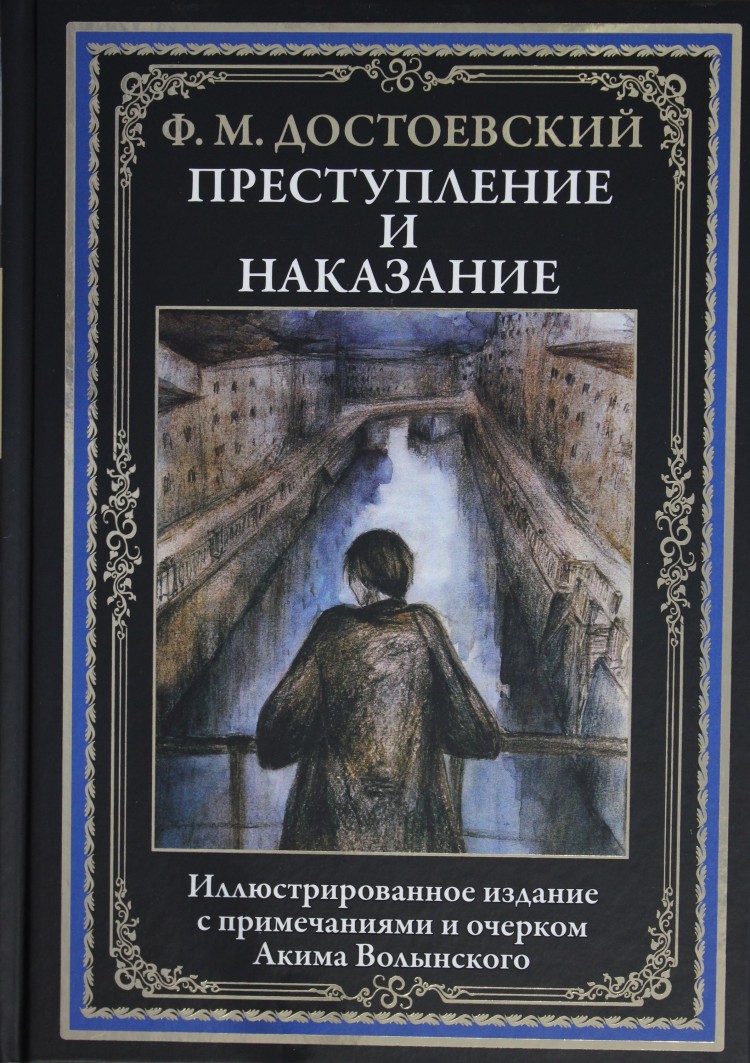 Ф. М. ДОСТОЕВСКИЙ
ПРЕСТУПЛЕНИЕ
И
НАКАЗАНИЕ
Иллюстрированное издание
с примечаниями и очерком
Акима Волынского